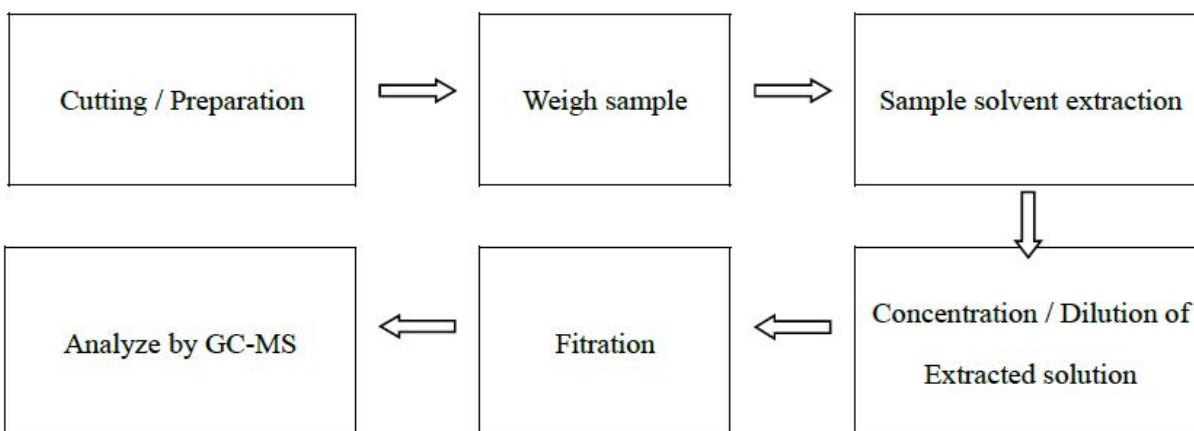 Cutting / Preparation
Weigh sample
Sample solvent extraction
Concentration / Dilution of
Extracted solution
Fitration
Analyze by GC-MS